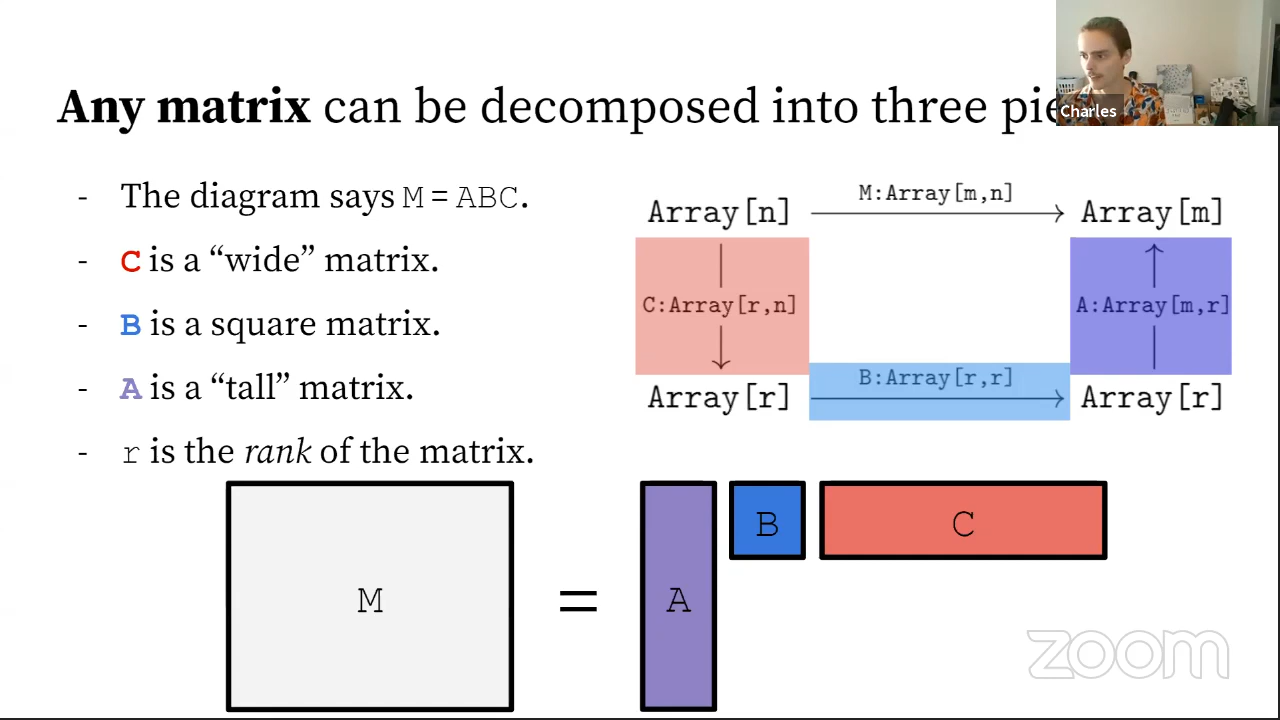 Any matrix can be decomposed into three
Charles
- The diagram says M = ABC.
- C is a “wide” matrix.
- B is a square matrix.
- A is a “tall” matrix.
- r is the rank of the matrix.
Array[n]
M:Array[m,n]
Array[m]
C:Array[r,n]
A:Array[m,r]
Array[r]
B:Array[r,r]
Array[r]
M
=
A
B
C
zoom